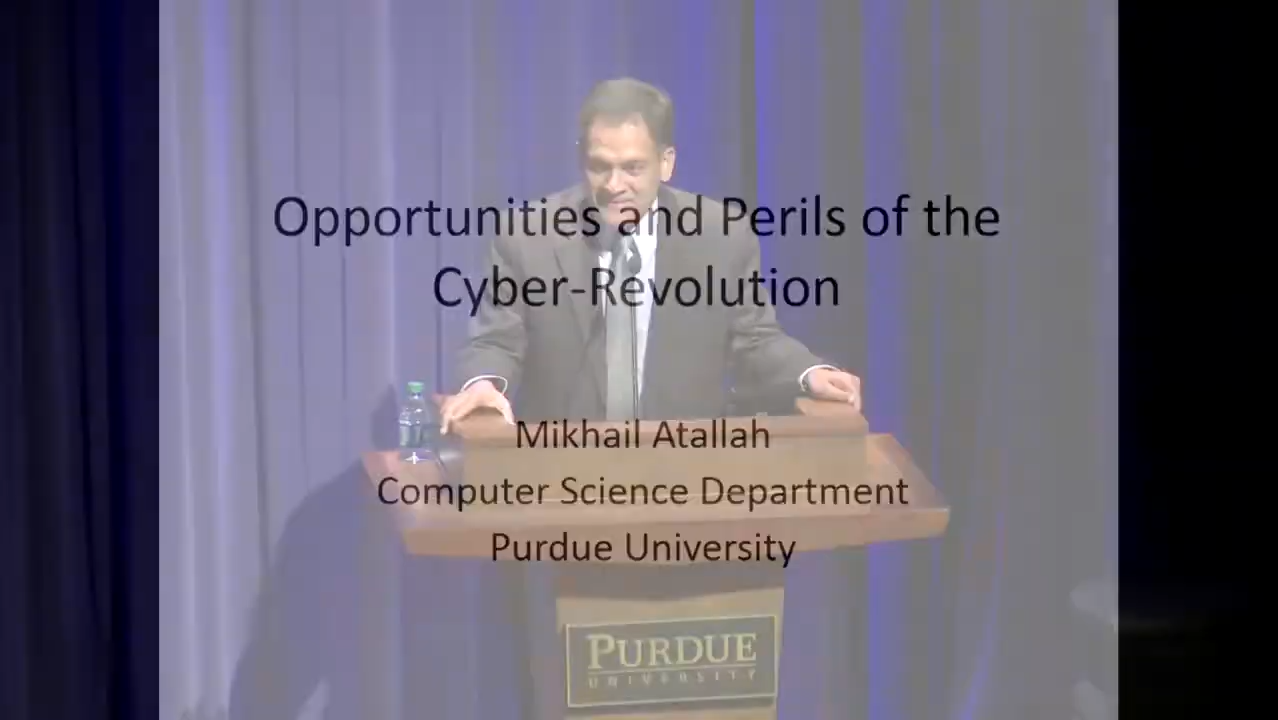 Opportunities and Perils of the
Cyber-Revolution
Mikhail Atallah
Computer Science Department
Purdue University
PURDUE
UNIVERSITY